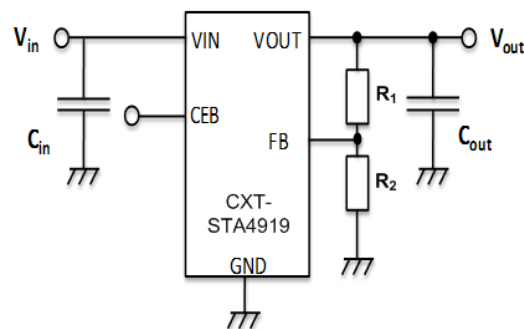 Vin
VIN
VOUT
Vout
R1
Cin
CEB
FB
Cout
R2
CXT-
STA4919
GND